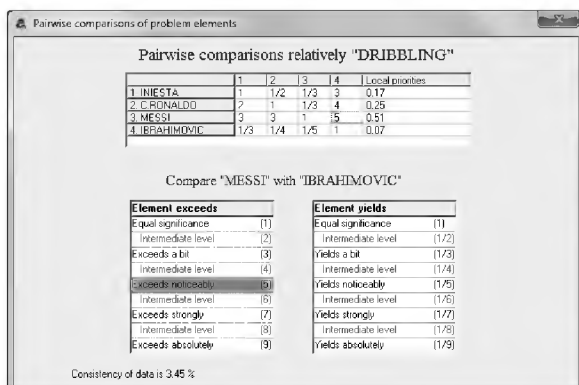 Pairwise comparisons of problem elements
Pairwise comparisons relatively "DRIBBLING"
1 2 3 4 Local priorities
1. INIESTA 1 1/2 1/3 3 0.17
2. C.RONALDO 2 1 1/3 4 0.25
3. MESSI 3 3 1 5 0.51
4. IBRAHIMOVIC 1/3 1/4 1/5 1 0.07
Compare "MESSI" with "IBRAHIMOVIC"
Element exceeds Element yields
Equal significance (1) Equal significance (1)
Intermediate level (2) Intermediate level (1/2)
Exceeds a bit (3) Yields a bit (1/3)
Intermediate level (4) Intermediate level (1/4)
Exceeds noticeably (5) Yields noticeably (1/5)
Intermediate level (6) Intermediate level (1/6)
Exceeds strongly (7) Yields strongly (1/7)
Intermediate level (8) Intermediate level (1/8)
Exceeds absolutely (9) Yields absolutely (1/9)
Consistency of data is 3.45 %